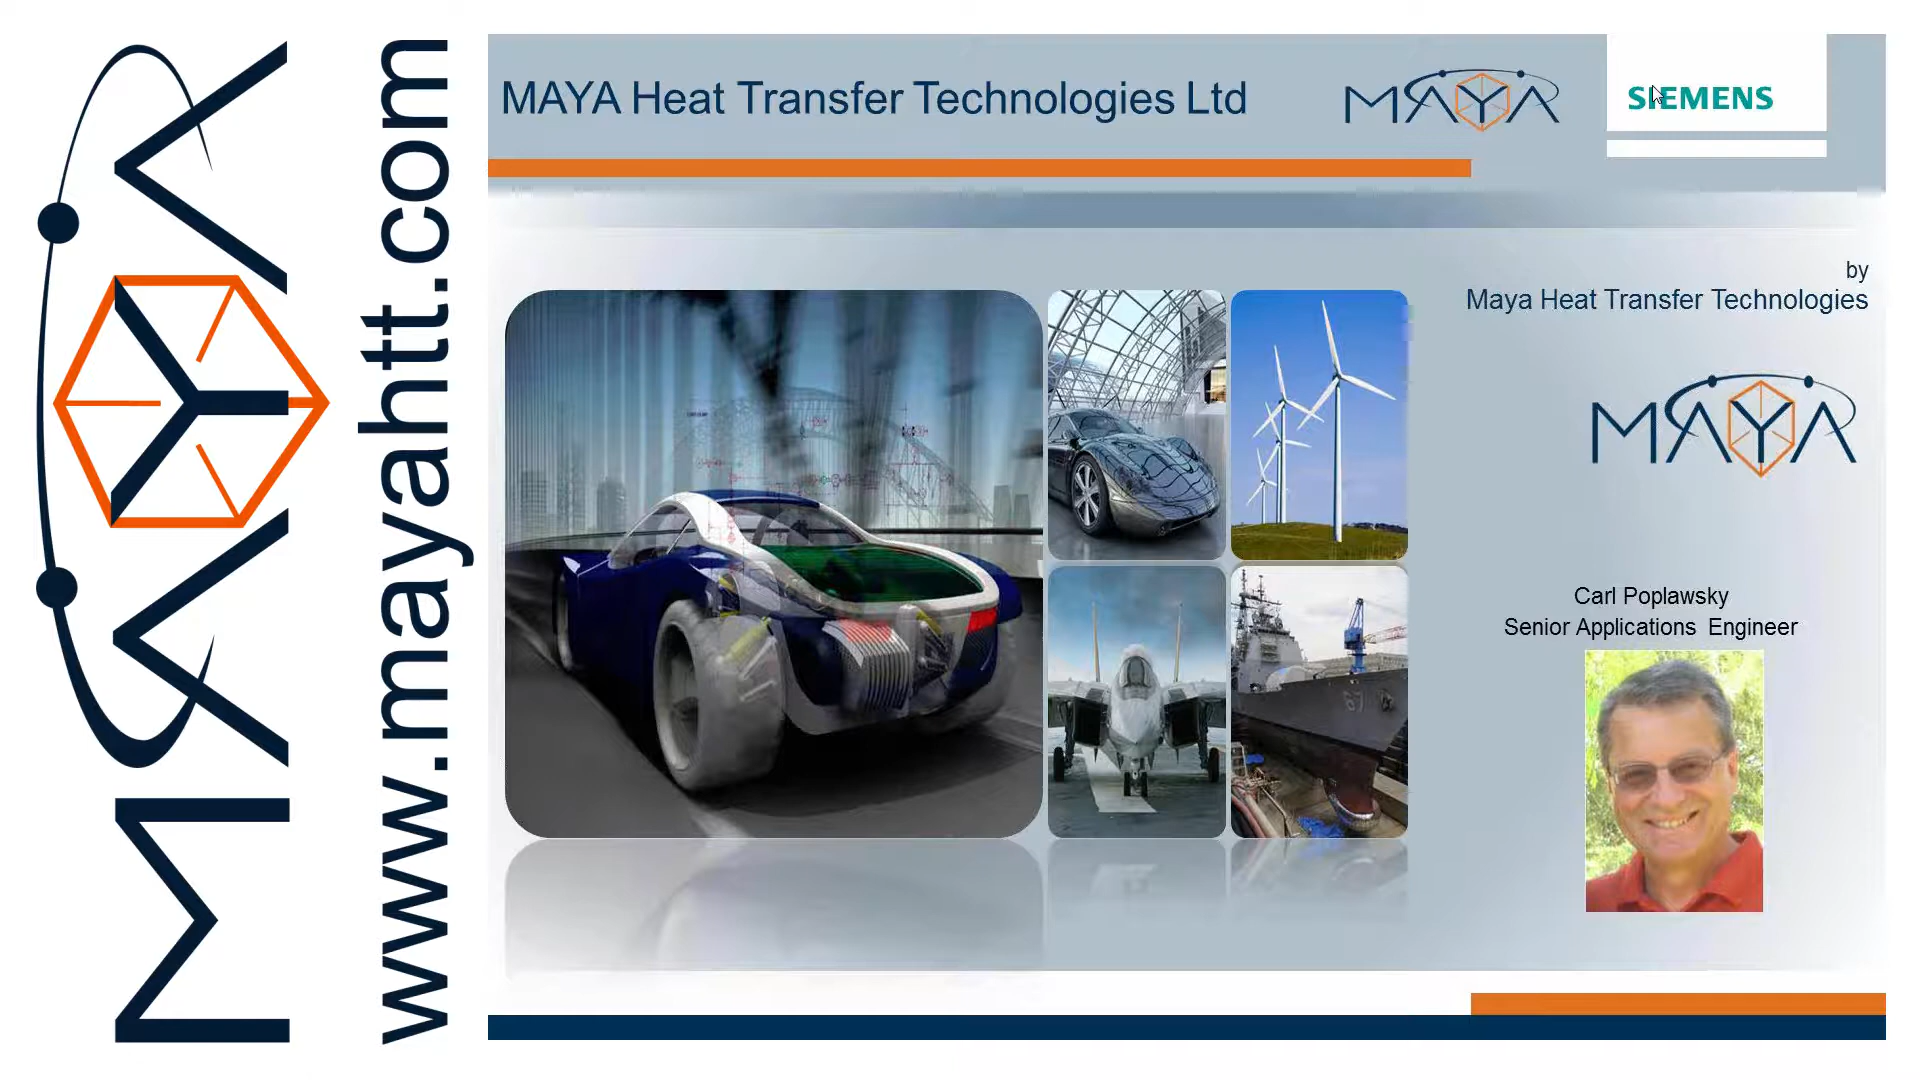 MAYA
www.mayahtt.com
MAYA Heat Transfer Technologies Ltd
MAYA
SIEMENS
by
Maya Heat Transfer Technologies
MAYA
Carl Poplawsky
Senior Applications Engineer
67